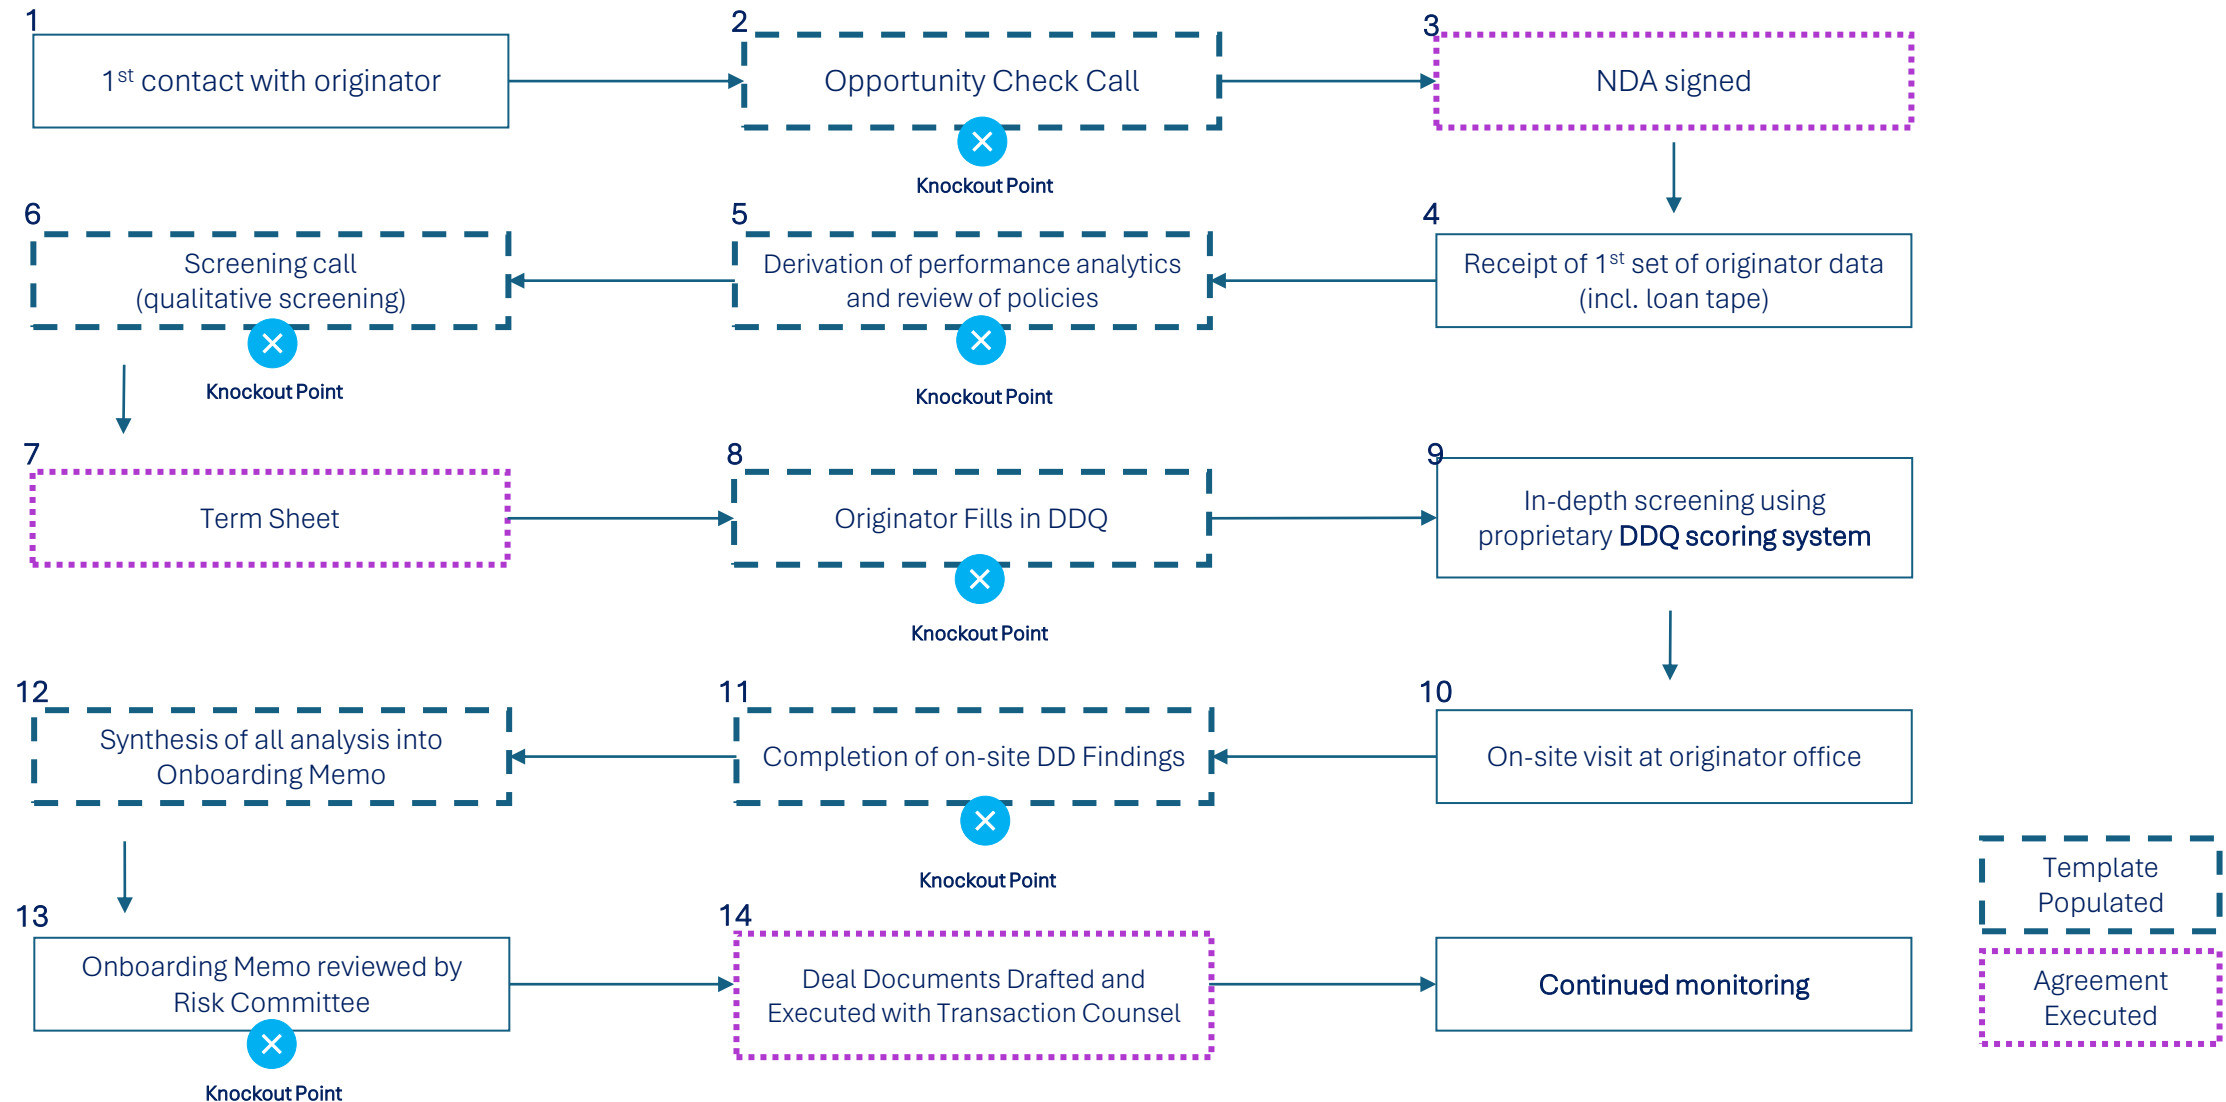 1
1st contact with originator
2
Opportunity Check Call
Knockout Point
3
NDA signed
4
Receipt of 1st set of originator data
(incl. loan tape)
5
Derivation of performance analytics
and review of policies
Knockout Point
6
Screening call
(qualitative screening)
Knockout Point
7
Term Sheet
8
Originator Fills in DDQ
Knockout Point
9
In-depth screening using
proprietary DDQ scoring system
10
On-site visit at originator office
11
Completion of on-site DD Findings
Knockout Point
12
Synthesis of all analysis into
Onboarding Memo
13
Onboarding Memo reviewed by
Risk Committee
Knockout Point
14
Deal Documents Drafted and
Executed with Transaction Counsel
Continued monitoring
Template
Populated
Agreement
Executed